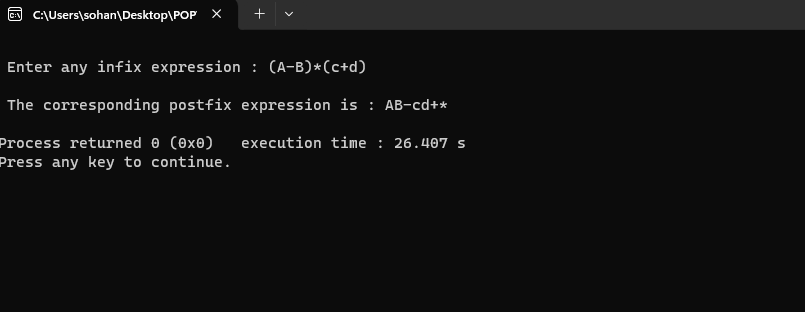 C:\Users\sohan\Desktop\POP
Enter any infix expression : (A-B)*(c+d)
The corresponding postfix expression is : AB-cd+*
Process returned 0 (0x0)   execution time : 26.407 s
Press any key to continue.